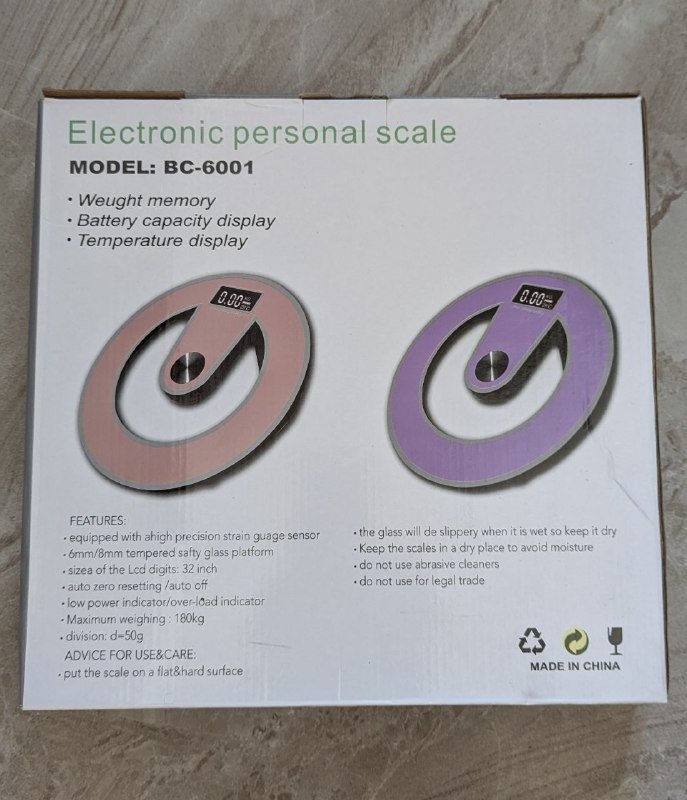 Electronic personal scale
MODEL: BC-6001
· Weught memory
· Battery capacity display
· Temperature display
0.00 KG
0.00 KG
FEATURES:
· equipped with ahigh precision strain guage sensor
· 6mm/8mm tempered safty glass platform
· sizea of the Lcd digits: 32 inch
· auto zero resetting /auto off
· low power indicator/over-load indicator
· Maximum weighing : 180kg
· division: d=50g
ADVICE FOR USE&CARE:
· put the scale on a flat&hard surface
· the glass will de slippery when it is wet so keep it dry
· Keep the scales in a dry place to avoid moisture
· do not use abrasive cleaners
· do not use for legal trade
MADE IN CHINA